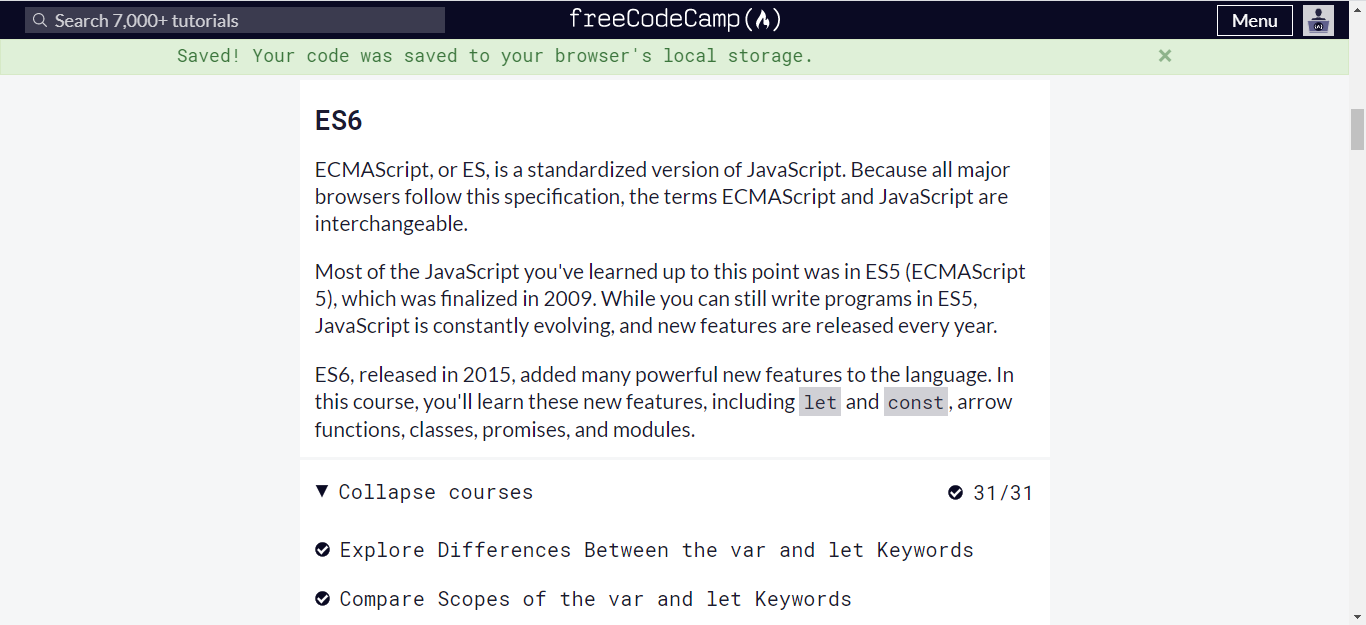 Search 7,000+ tutorials
freeCodeCamp(🔥)
Menu
Saved! Your code was saved to your browser's local storage.
×
ES6
ECMAScript, or ES, is a standardized version of JavaScript. Because all major
browsers follow this specification, the terms ECMAScript and JavaScript are
interchangeable.
Most of the JavaScript you've learned up to this point was in ES5 (ECMAScript
5), which was finalized in 2009. While you can still write programs in ES5,
JavaScript is constantly evolving, and new features are released every year.
ES6, released in 2015, added many powerful new features to the language. In
this course, you'll learn these new features, including let and const, arrow
functions, classes, promises, and modules.
Collapse courses 31/31
Explore Differences Between the var and let Keywords
Compare Scopes of the var and let Keywords